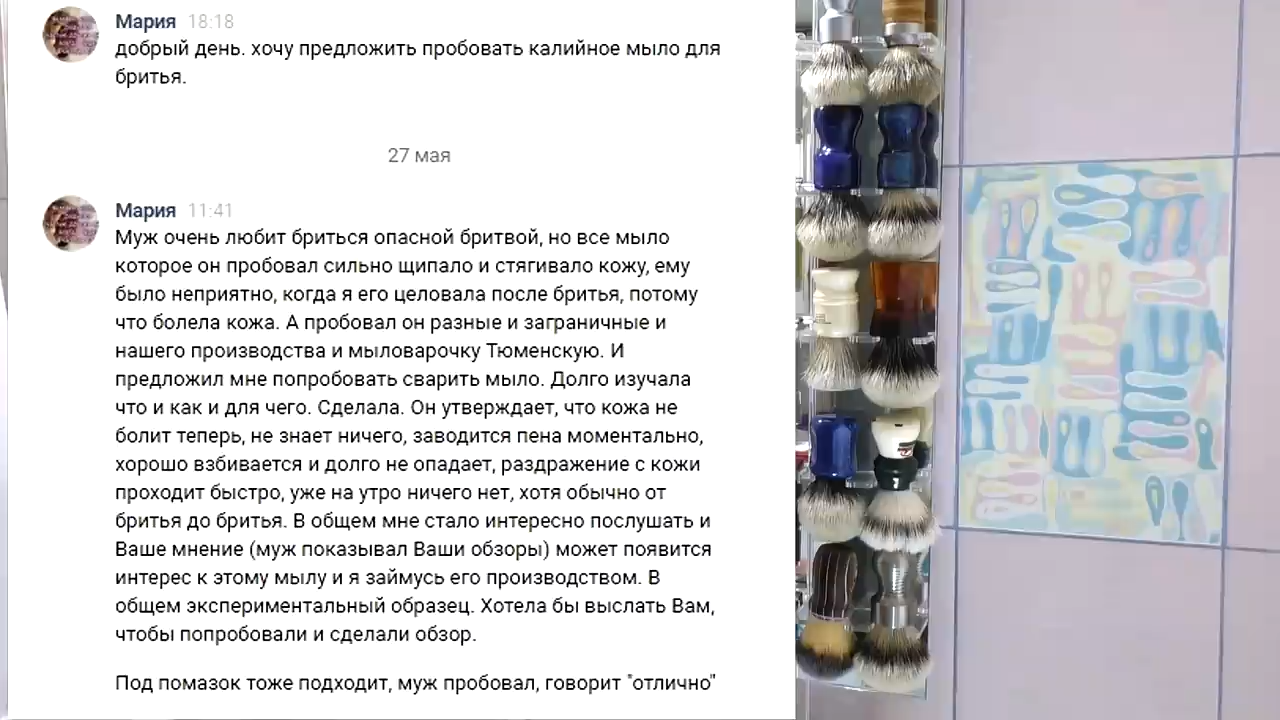 Мария 18:18
добрый день. хочу предложить пробовать калийное мыло для
бритья.
27 мая
Мария 11:41
Муж очень любит бриться опасной бритвой, но все мыло
которое он пробовал сильно щипало и стягивало кожу, ему
было неприятно, когда я его целовала после бритья, потому
что болела кожа. А пробовал он разные и заграничные и
нашего производства и мыловарочку Тюменскую. И
предложил мне попробовать сварить мыло. Долго изучала
что и как и для чего. Сделала. Он утверждает, что кожа не
болит теперь, не знает ничего, заводится пена моментально,
хорошо взбивается и долго не опадает, раздражение с кожи
проходит быстро, уже на утро ничего нет, хотя обычно от
бритья до бритья. В общем мне стало интересно послушать и
Ваше мнение (муж показывал Ваши обзоры) может появится
интерес к этому мылу и я займусь его производством. В
общем экспериментальный образец. Хотела бы выслать Вам,
чтобы попробовали и сделали обзор.
Под помазок тоже подходит, муж пробовал, говорит "отлично"